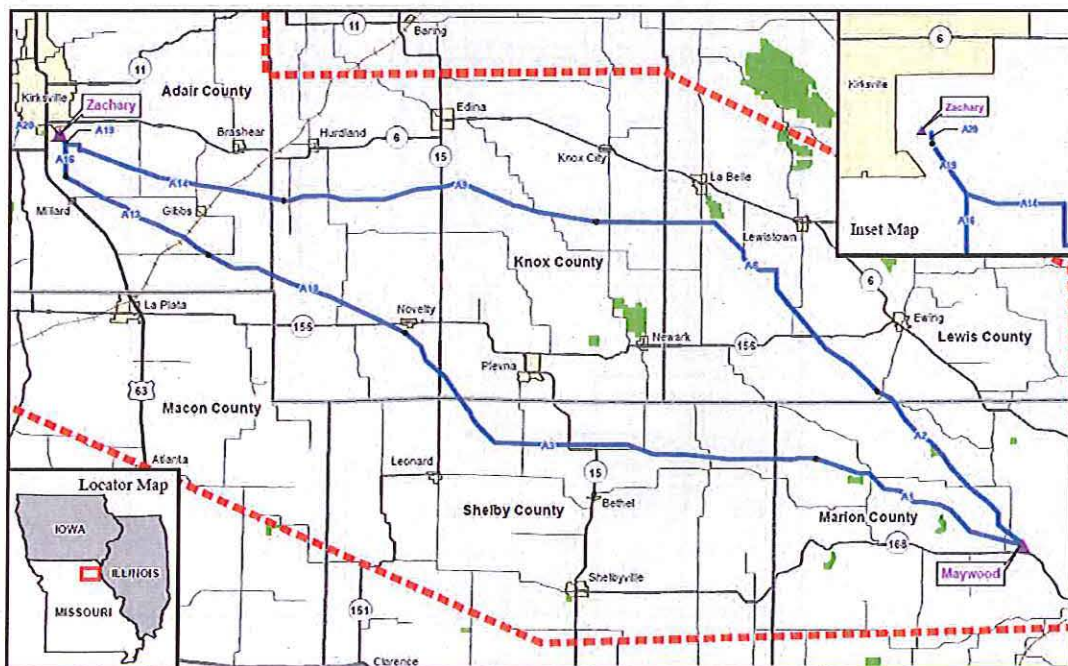 11
Baring
6
Kirksville
Zachary
A20
A19
A16
A14
Inset Map
11
Adair County
Kirksville
Zachary
A20
A19
A16
Brashear
Hurdland
6
Edina
15
Knox City
La Belle
A14
A9
Millard
A13
Gibbs
Lewistown
Knox County
A6
6
A10
La Plata
Novelty
156
Newark
156
Ewing
Lewis County
Plevna
63
Macon County
A2
Atlanta
Leonard
A3
15
Bethel
Shelby County
A1
Marion County
168
Maywood
Shelbyville
151
Clarence
Locator Map
IOWA
ILLINOIS
MISSOURI